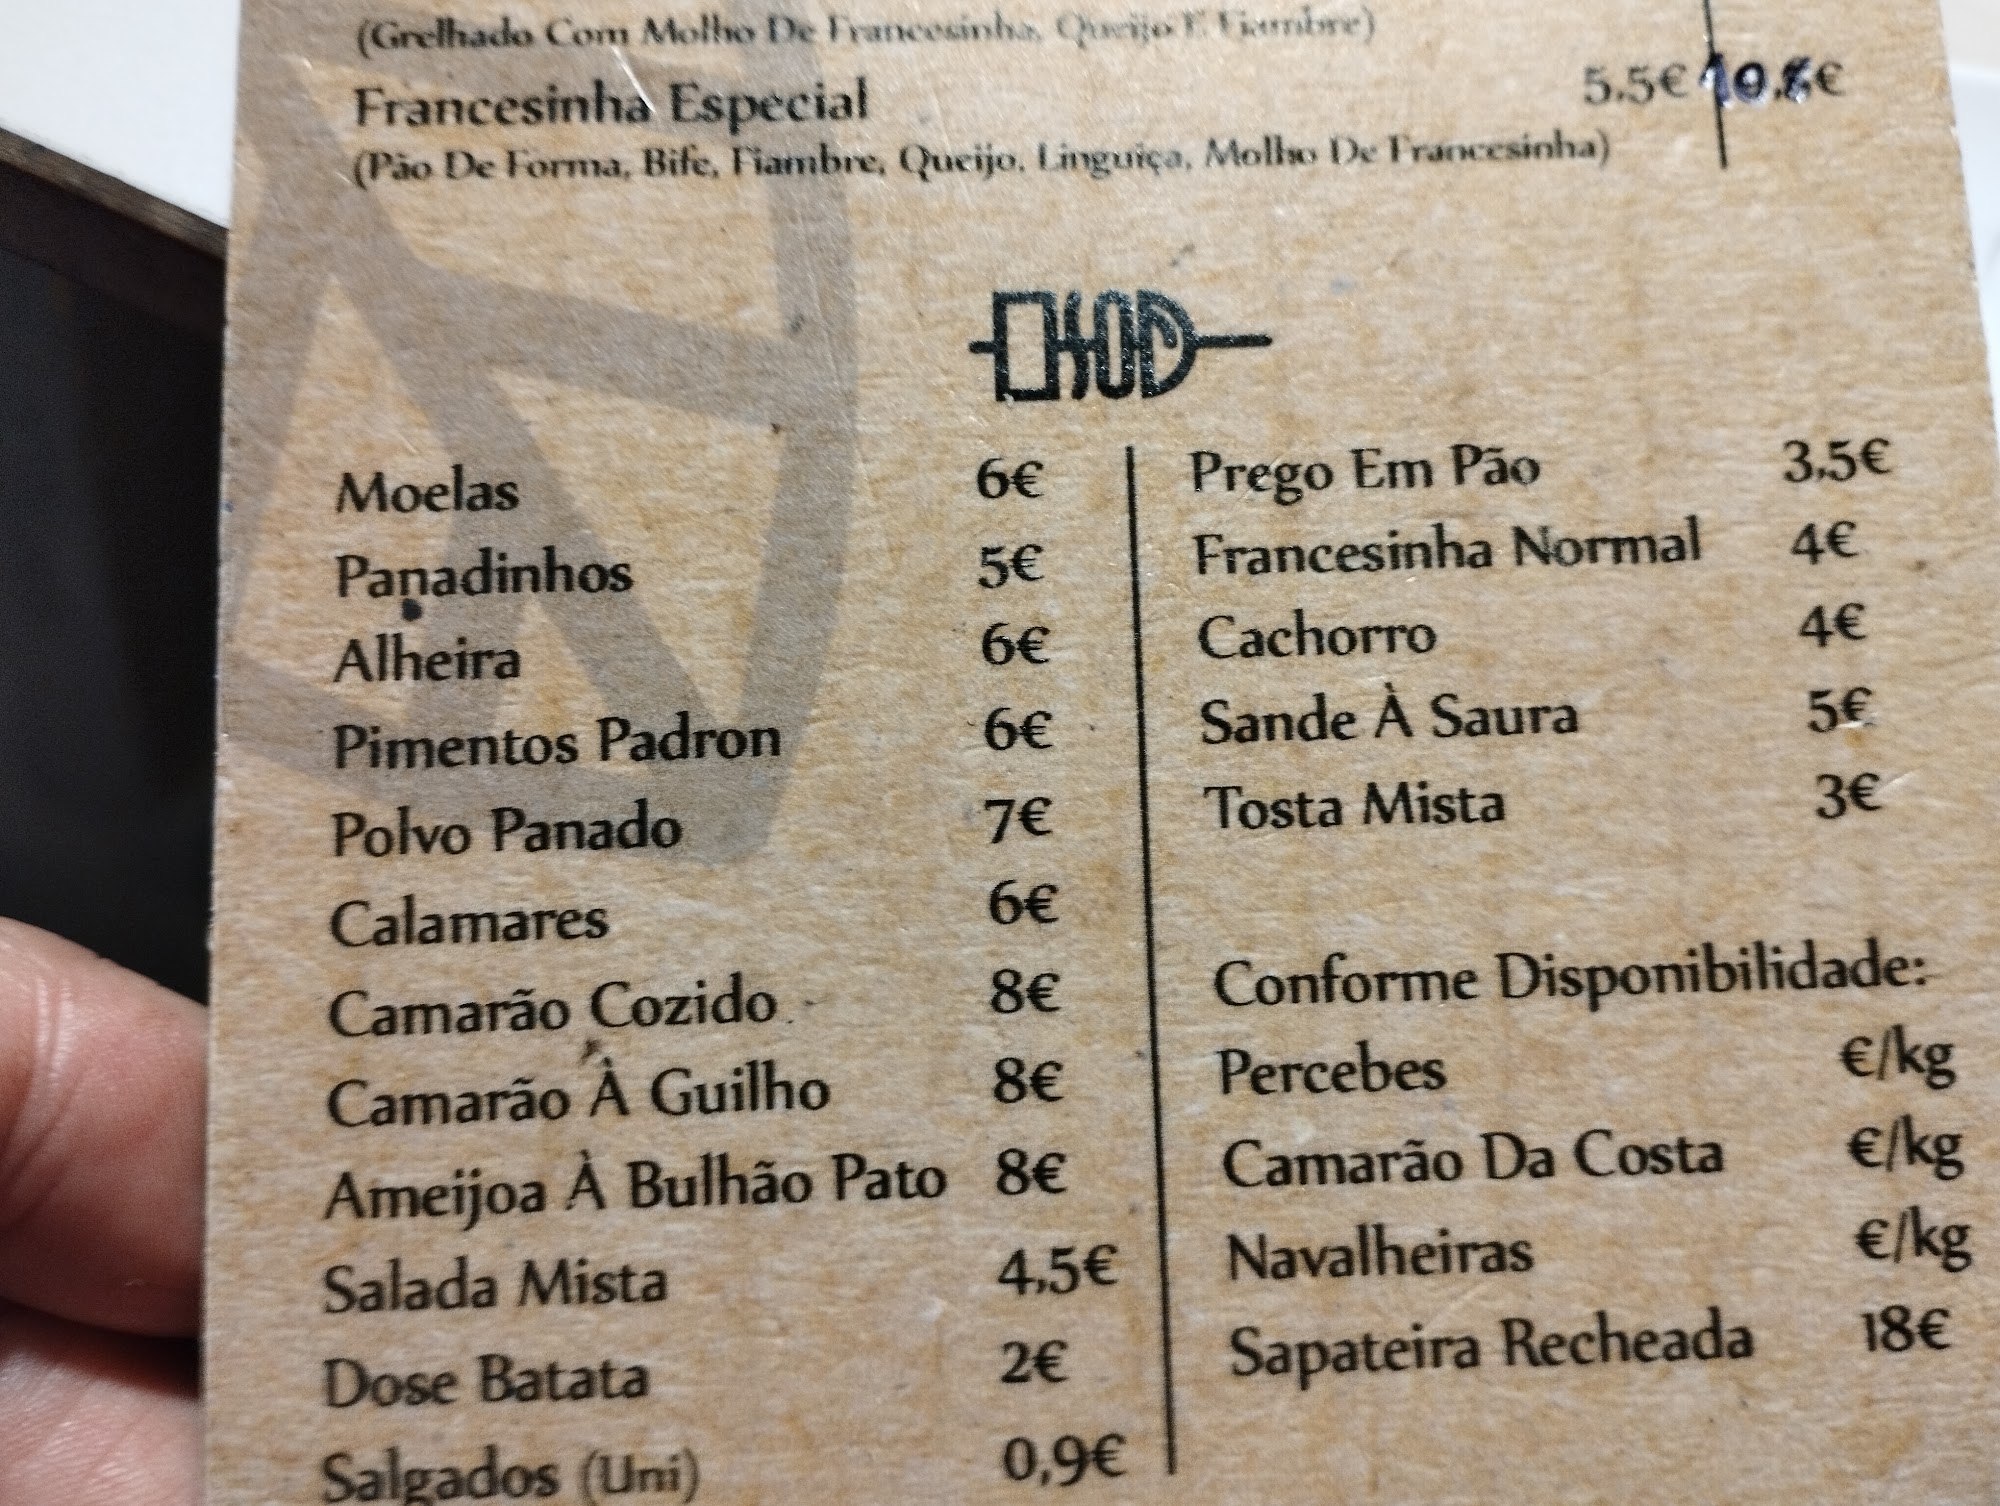 (Grelhado Com Molho De Francesinha, Queijo E Fiambre)
Francesinha Especial 5.5€
(Pão De Forma, Bife, Fiambre, Queijo, Linguiça, Molho De Francesinha)
Moelas 6€
Panadinhos 5€
Alheira 6€
Pimentos Padron 6€
Polvo Panado 7€
Calamares 6€
Camarão Cozido 8€
Camarão À Guilho 8€
Ameijoa À Bulhão Pato 8€
Salada Mista 4,5€
Dose Batata 2€
Salgados (Uni) 0,9€
Prego Em Pão 3,5€
Francesinha Normal 4€
Cachorro 4€
Sande À Saura 5€
Tosta Mista 3€
Conforme Disponibilidade:
Percebes €/kg
Camarão Da Costa €/kg
Navalheiras €/kg
Sapateira Recheada 18€